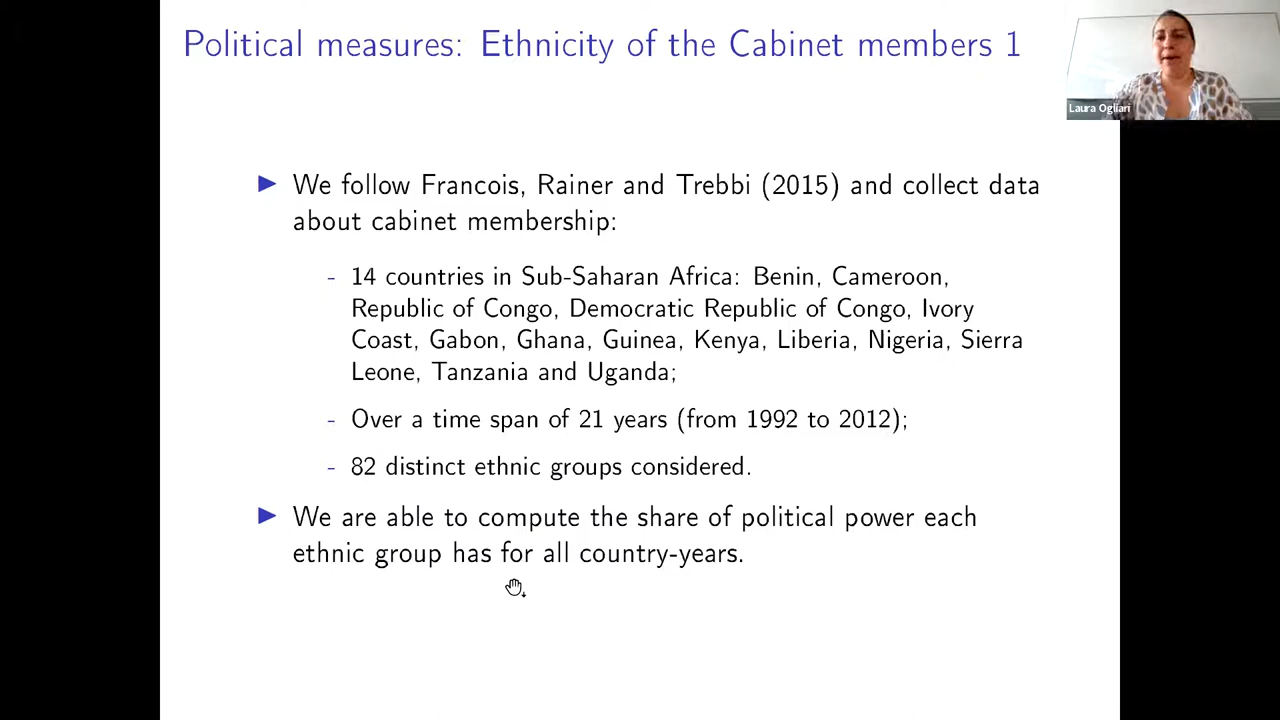 Political measures: Ethnicity of the Cabinet members 1
Laura Ogliari
▶ We follow Francois, Rainer and Trebbi (2015) and collect data
about cabinet membership:
- 14 countries in Sub-Saharan Africa: Benin, Cameroon,
Republic of Congo, Democratic Republic of Congo, Ivory
Coast, Gabon, Ghana, Guinea, Kenya, Liberia, Nigeria, Sierra
Leone, Tanzania and Uganda;
- Over a time span of 21 years (from 1992 to 2012);
- 82 distinct ethnic groups considered.
▶ We are able to compute the share of political power each
ethnic group has for all country-years.